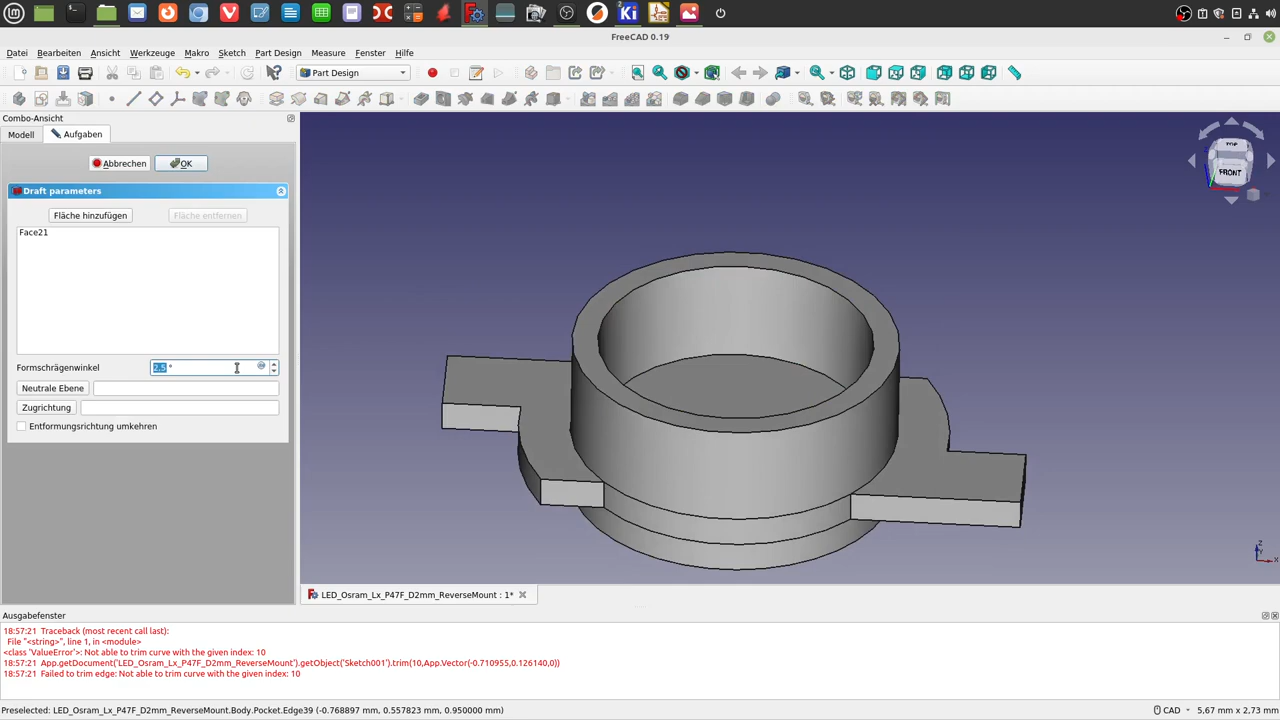 FreeCAD 0.19
Datei Bearbeiten Ansicht Werkzeuge Makro Sketch Part Design Measure Fenster Hilfe
Part Design
Combo-Ansicht
Modell Aufgaben
Abbrechen OK
Draft parameters
Fläche hinzufügen Fläche entfernen
Face21
Formschrägenwinkel 2.5 °
Neutrale Ebene
Zugrichtung
Entformungsrichtung umkehren
TOP
FRONT
Z
Y
X
LED_Osram_Lx_P47F_D2mm_ReverseMount : 1*
Ausgabefenster
18:57:21 Traceback (most recent call last):
File "<string>", line 1, in <module>
<class 'ValueError'>: Not able to trim curve with the given index: 10
18:57:21 App.getDocument('LED_Osram_Lx_P47F_D2mm_ReverseMount').getObject('Sketch001').trim(10,App.Vector(-0.710955,0.126140,0))
18:57:21 Failed to trim edge: Not able to trim curve with the given index: 10
Preselected: LED_Osram_Lx_P47F_D2mm_ReverseMount.Body.Pocket.Edge39 (-0.768897 mm, 0.557823 mm, 0.950000 mm)
CAD
5,67 mm x 2,73 mm